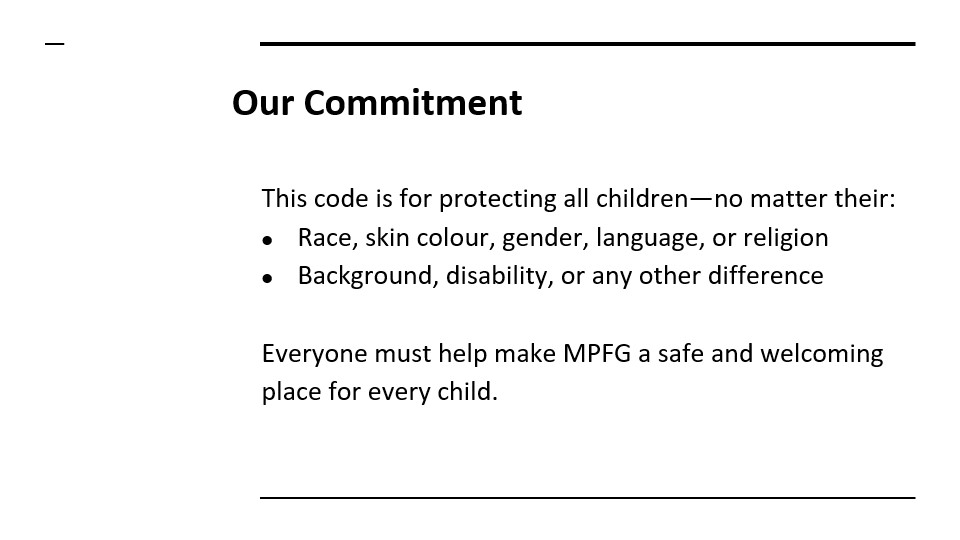 Our Commitment
This code is for protecting all children—no matter their:
● Race, skin colour, gender, language, or religion
● Background, disability, or any other difference
Everyone must help make MPFG a safe and welcoming
place for every child.